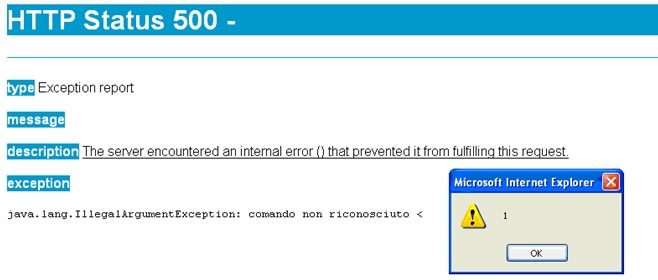 HTTP Status 500 -
type Exception report
message
description The server encountered an internal error () that prevented it from fulfilling this request.
exception
java.lang.IllegalArgumentException: comando non riconosciuto <
Microsoft Internet Explorer
1
OK